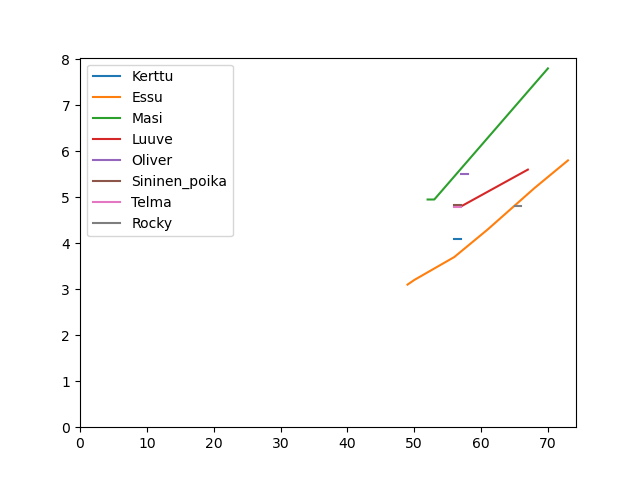 8
7
6
5
4
3
2
1
0
Kerttu
Essu
Masi
Luuve
Oliver
Sininen_poika
Telma
Rocky
0 10 20 30 40 50 60 70